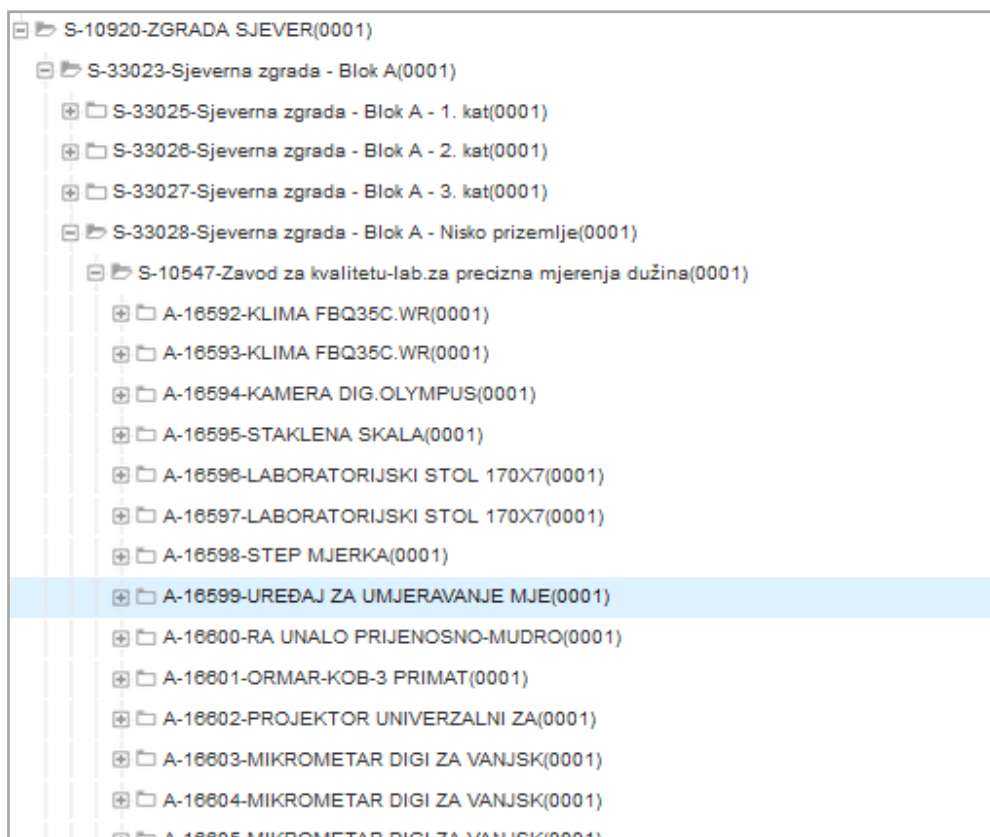 S-10920-ZGRADA SJEVER(0001)
S-33023-Sjeverna zgrada - Blok A(0001)
S-33025-Sjeverna zgrada - Blok A - 1. kat(0001)
S-33026-Sjeverna zgrada - Blok A - 2. kat(0001)
S-33027-Sjeverna zgrada - Blok A - 3. kat(0001)
S-33028-Sjeverna zgrada - Blok A - Nisko prizemlje(0001)
S-10547-Zavod za kvalitetu-lab.za precizna mjerenja dužina(0001)
A-16592-KLIMA FBQ35C.WR(0001)
A-16593-KLIMA FBQ35C.WR(0001)
A-16594-KAMERA DIG.OLYMPUS(0001)
A-16595-STAKLENA SKALA(0001)
A-16596-LABORATORIJSKI STOL 170X7(0001)
A-16597-LABORATORIJSKI STOL 170X7(0001)
A-16598-STEP MJERKA(0001)
A-16599-UREĐAJ ZA UMJERAVANJE MJE(0001)
A-16600-RA UNALO PRIJENOSNO-MUDRO(0001)
A-16601-ORMAR-KOB-3 PRIMAT(0001)
A-16602-PROJEKTOR UNIVERZALNI ZA(0001)
A-16603-MIKROMETAR DIGI ZA VANJSK(0001)
A-16604-MIKROMETAR DIGI ZA VANJSK(0001)
A-16605-MIKROMETAR DIGI ZA VANJSK(0001)